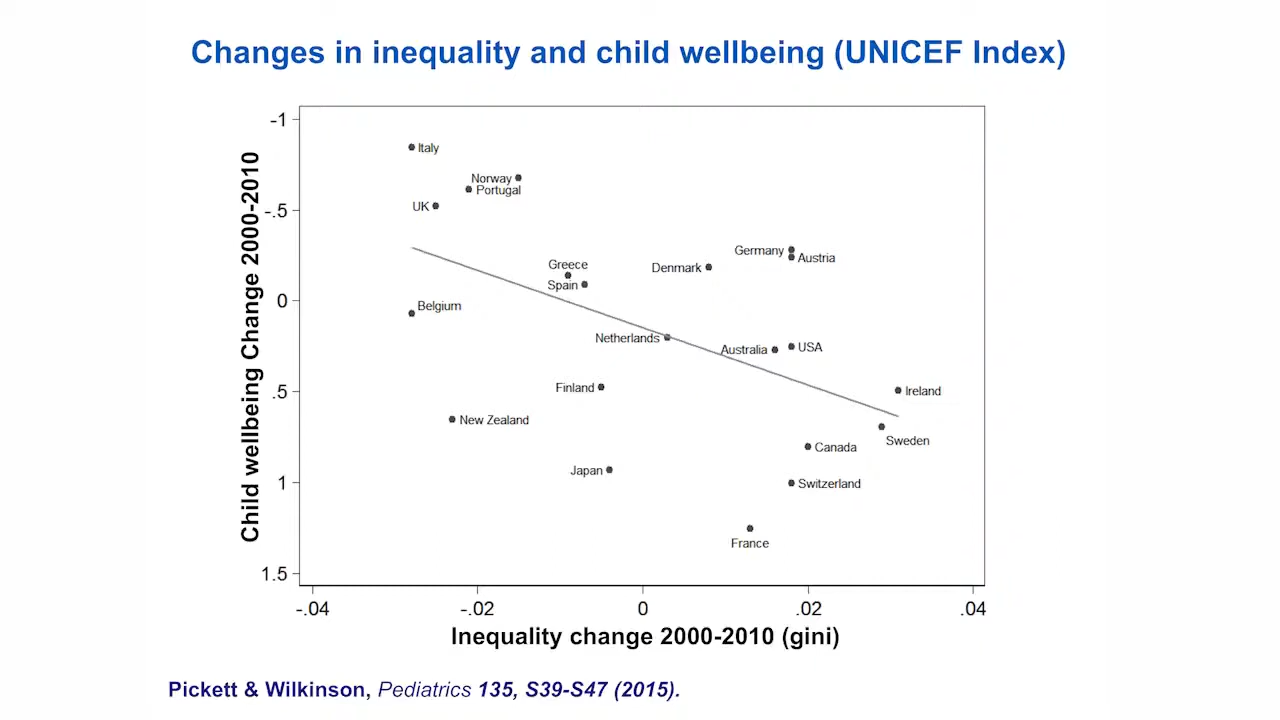 Changes in inequality and child wellbeing (UNICEF Index)
Child wellbeing Change 2000-2010
-1
-.5
0
.5
1
1.5
Italy
Norway
Portugal
UK
Germany
Austria
Greece
Denmark
Spain
Belgium
Netherlands
Australia
USA
Finland
Ireland
New Zealand
Sweden
Canada
Japan
Switzerland
France
-.04
-.02
0
.02
.04
Inequality change 2000-2010 (gini)
Pickett & Wilkinson, Pediatrics 135, S39-S47 (2015).